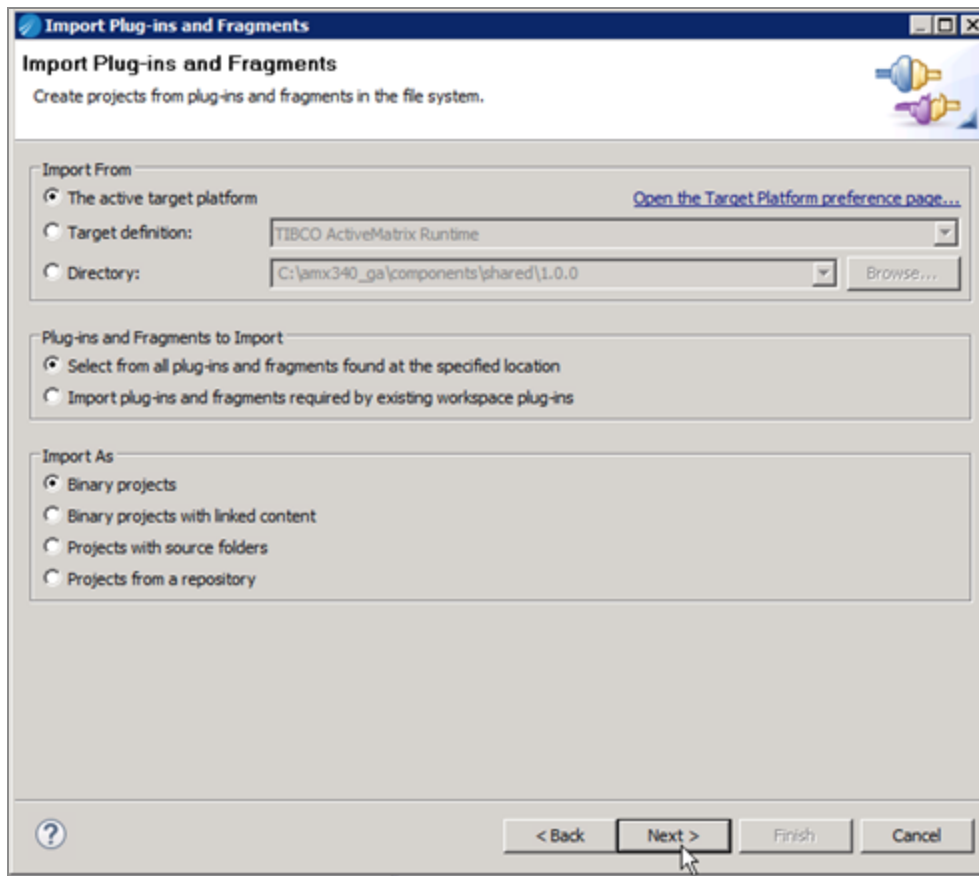 Import Plug-ins and Fragments
Import Plug-ins and Fragments
Create projects from plug-ins and fragments in the file system.
Import From
The active target platform Open the Target Platform preference page...
Target definition: TIBCO ActiveMatrix Runtime
Directory: C:\amx340_ga\components\shared\1.0.0 Browse...
Plug-ins and Fragments to Import
Select from all plug-ins and fragments found at the specified location
Import plug-ins and fragments required by existing workspace plug-ins
Import As
Binary projects
Binary projects with linked content
Projects with source folders
Projects from a repository
? < Back Next > Finish Cancel